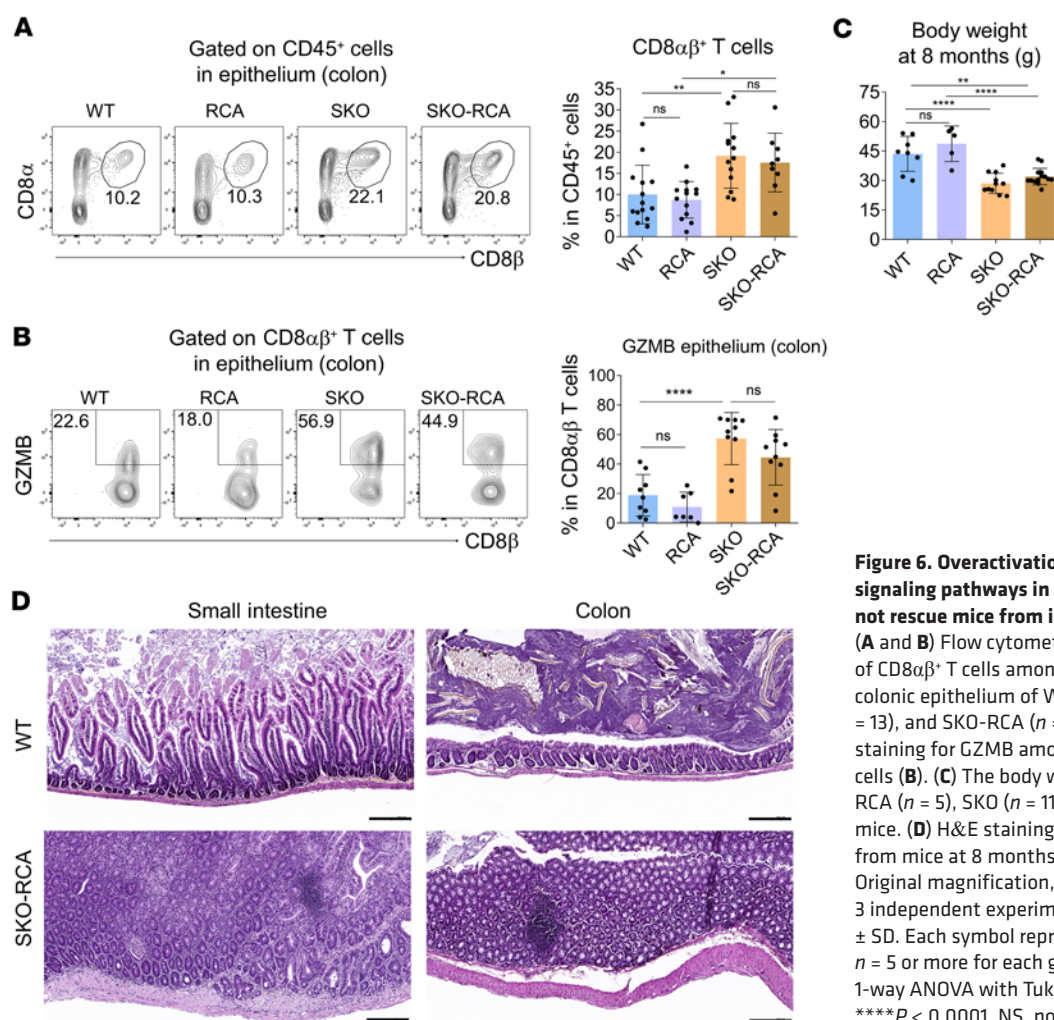 A
Gated on CD45+ cells
in epithelium (colon)
WT RCA SKO SKO-RCA
CD8α
10.2 10.3 22.1 20.8
CD8β
CD8αβ+ T cells
% in CD45+ cells
35
30
25
20
15
10
5
0
ns ** * ns
WT RCA SKO SKO-RCA
C
Body weight
at 8 months (g)
75
60
45
30
15
0
**
****
****
ns
WT RCA SKO SKO-RCA
B
Gated on CD8αβ+ T cells
in epithelium (colon)
WT RCA SKO SKO-RCA
22.6 18.0 56.9 44.9
GZMB
CD8β
GZMB epithelium (colon)
% in CD8αβ T cells
100
80
60
40
20
0
ns **** ns
WT RCA SKO SKO-RCA
D
Small intestine Colon
WT
SKO-RCA
Figure 6. Overactivatio
signaling pathways in
not rescue mice from i
(A and B) Flow cytomet
of CD8αβ+ T cells among
colonic epithelium of W
= 13), and SKO-RCA (n =
staining for GZMB amo
cells (B). (C) The body w
RCA (n = 5), SKO (n = 11
mice. (D) H&E staining
from mice at 8 months
Original magnification,
3 independent experim
± SD. Each symbol repr
n = 5 or more for each g
1-way ANOVA with Tuk
****P < 0.0001. NS, no